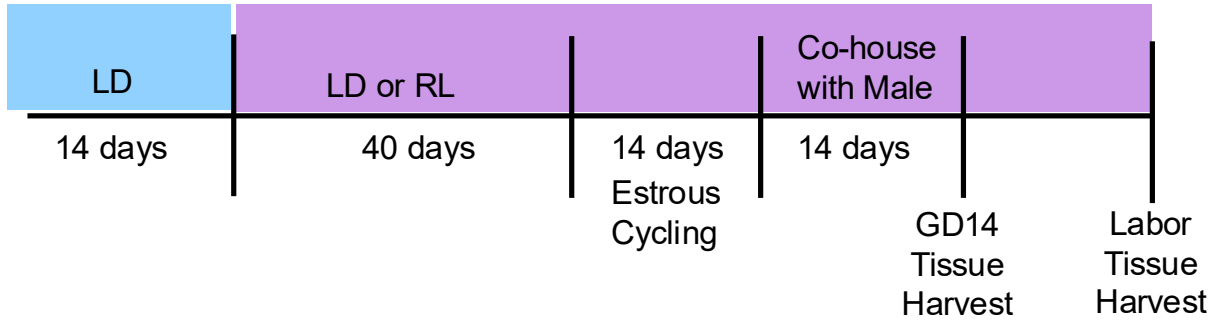 LD
LD or RL
Co-house
with Male
14 days
40 days
14 days
Estrous
Cycling
14 days
GD14
Tissue
Harvest
Labor
Tissue
Harvest